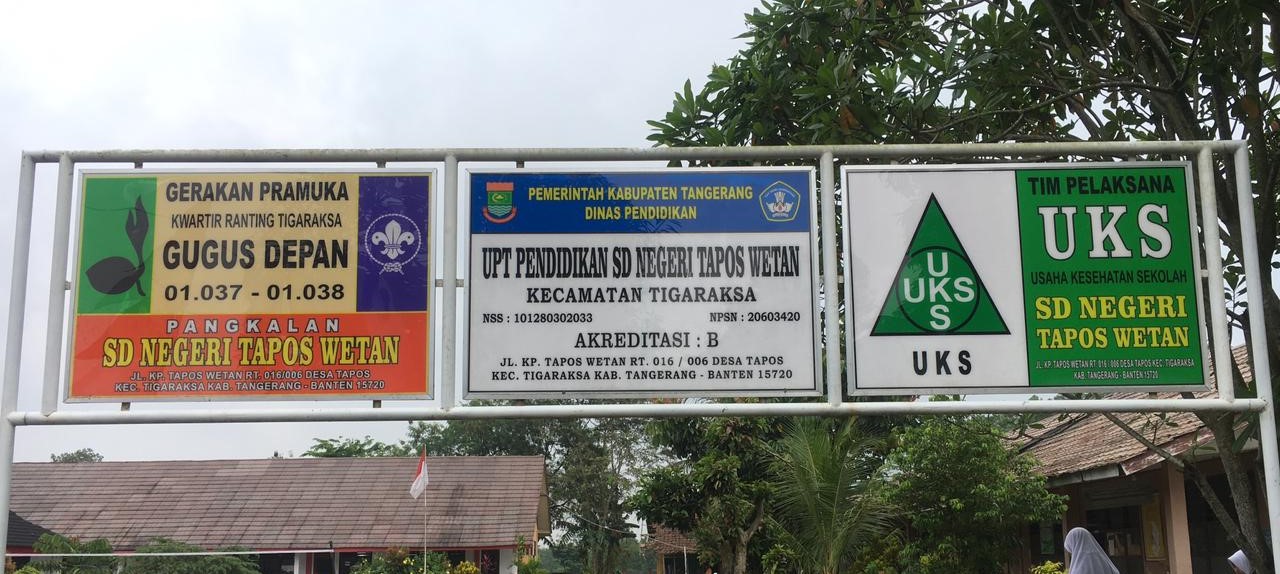 GERAKAN PRAMUKA
KWARTIR RANTING TIGARAKSA
GUGUS DEPAN
01.037 - 01.038
PANGKALAN
SD NEGERI TAPOS WETAN
JL. KP. TAPOS WETAN RT. 016/006 DESA TAPOS
KEC. TIGARAKSA KAB. TANGERANG - BANTEN 15720
PEMERINTAH KABUPATEN TANGERANG
DINAS PENDIDIKAN
UPT PENDIDIKAN SD NEGERI TAPOS WETAN
KECAMATAN TIGARAKSA
NSS : 101280302033 NPSN : 20603420
AKREDITASI : B
JL. KP. TAPOS WETAN RT. 016 / 006 DESA TAPOS
KEC. TIGARAKSA KAB. TANGERANG - BANTEN 15720
U
UKS
S
UKS
TIM PELAKSANA
UKS
USAHA KESEHATAN SEKOLAH
SD NEGERI
TAPOS WETAN
JL. KP. TAPOS WETAN RT. 016 / 006 DESA TAPOS KEC. TIGARAKSA
KAB. TANGERANG - BANTEN 15720